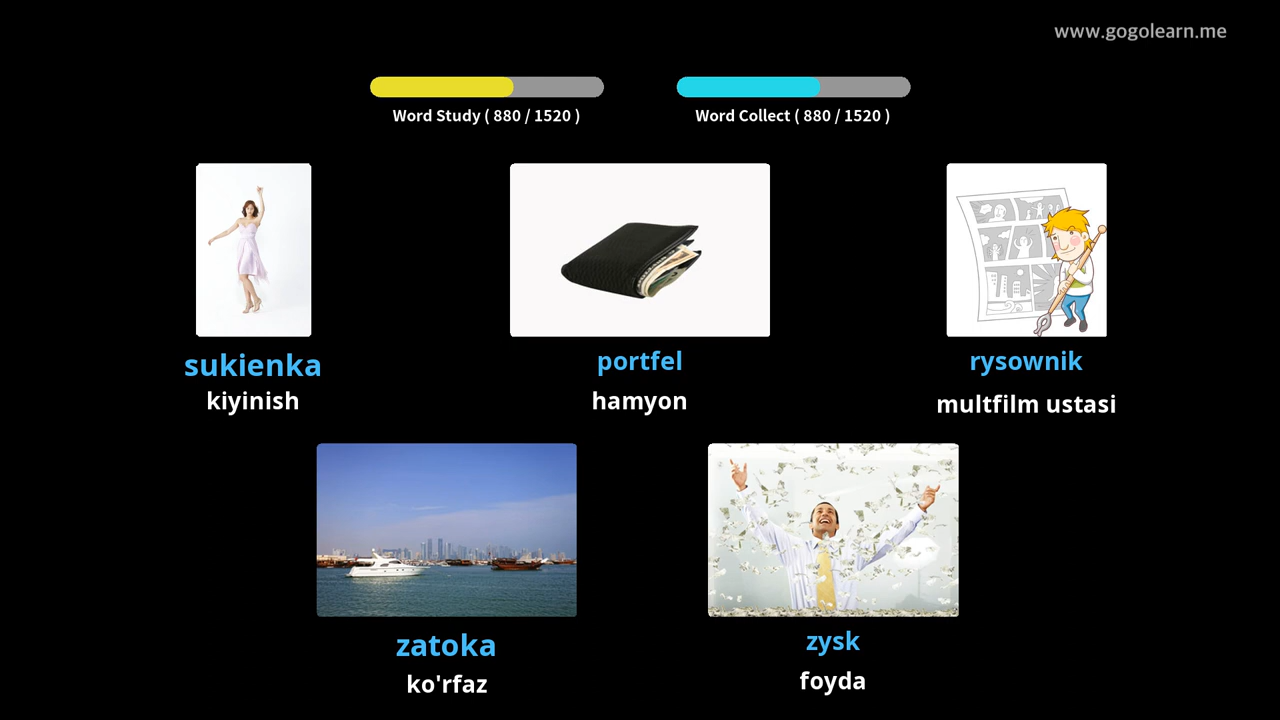 www.gogolearn.me
Word Study ( 880 / 1520 )
Word Collect ( 880 / 1520 )
sukienka
kiyinish
portfel
hamyon
rysownik
multfilm ustasi
zatoka
ko'rfaz
zysk
foyda